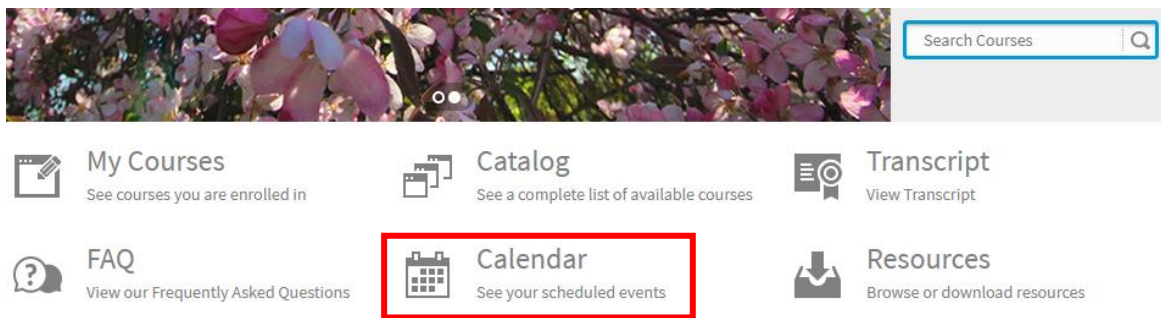 Search Courses
My Courses
See courses you are enrolled in
Catalog
See a complete list of available courses
Transcript
View Transcript
FAQ
View our Frequently Asked Questions
Calendar
See your scheduled events
Resources
Browse or download resources